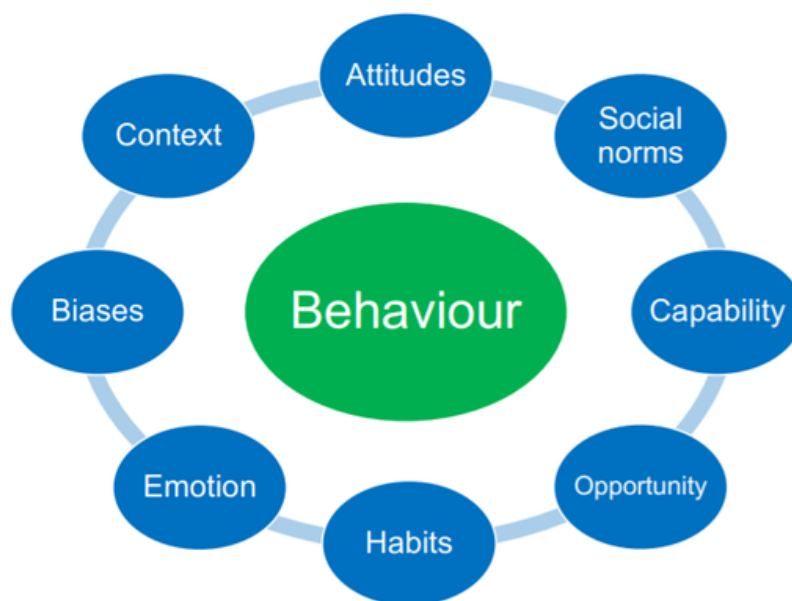 Attitudes
Social
norms
Capability
Opportunity
Habits
Emotion
Biases
Context
Behaviour